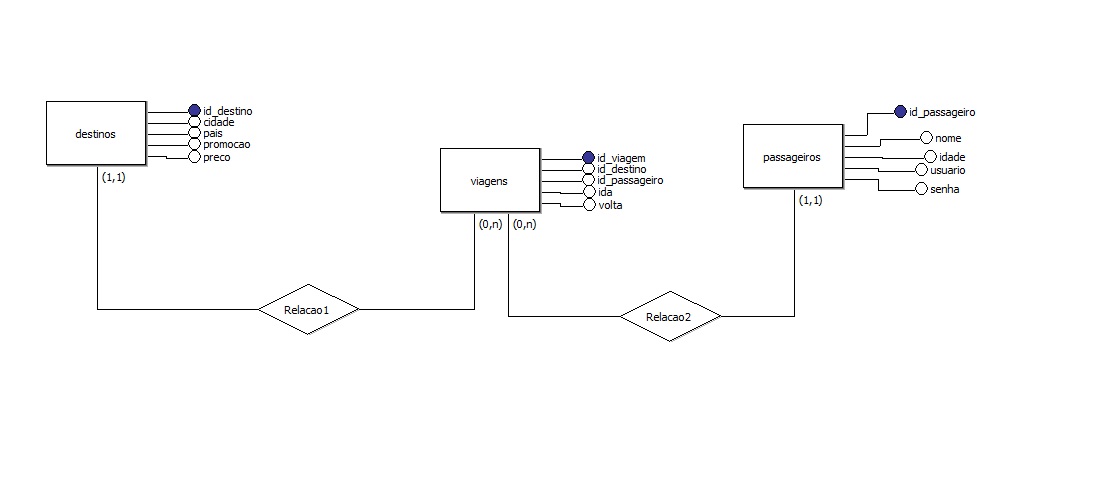 destinos
id_destino
cidade
pais
promocao
preco
(1,1)
viagens
id_viagem
id_destino
id_passageiro
ida
volta
(0,n) (0,n)
passageiros
id_passageiro
nome
idade
usuario
senha
(1,1)
Relacao1
Relacao2